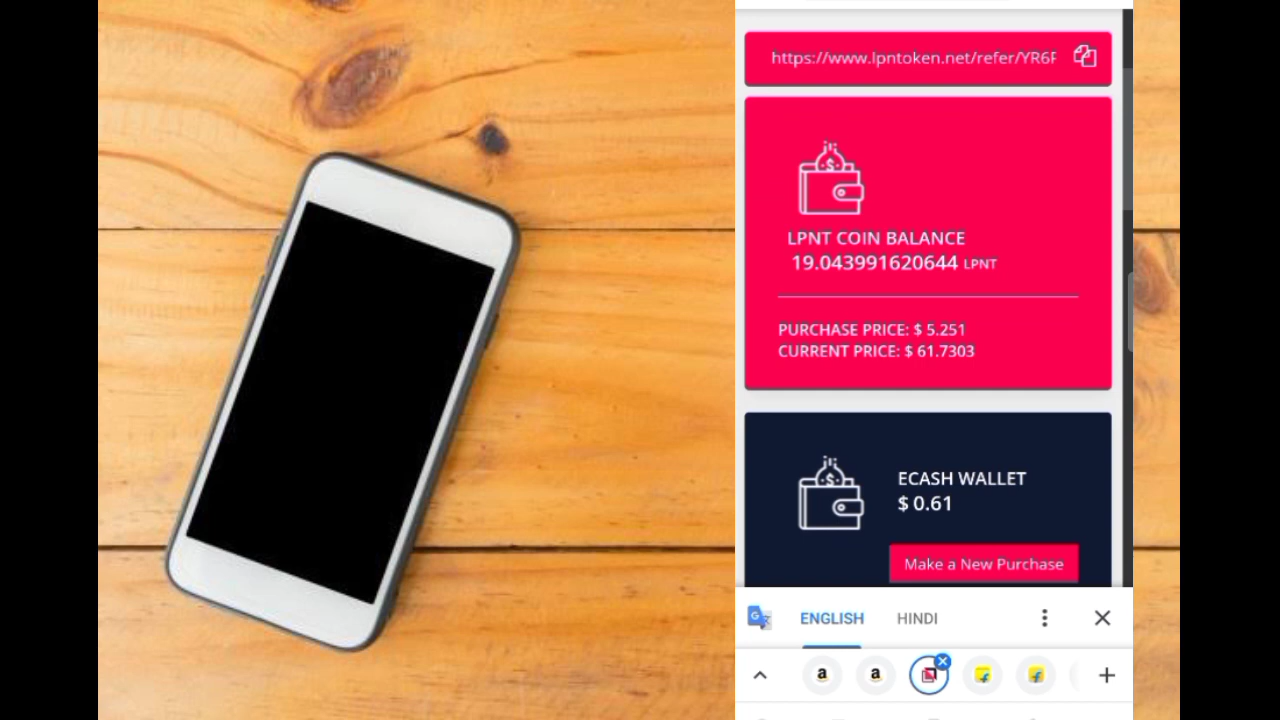 https://www.lpntoken.net/refer/YR6F
LPNT COIN BALANCE
19.043991620644 LPNT
PURCHASE PRICE: $ 5.251
CURRENT PRICE: $ 61.7303
ECASH WALLET
$ 0.61
Make a New Purchase
ENGLISH HINDI